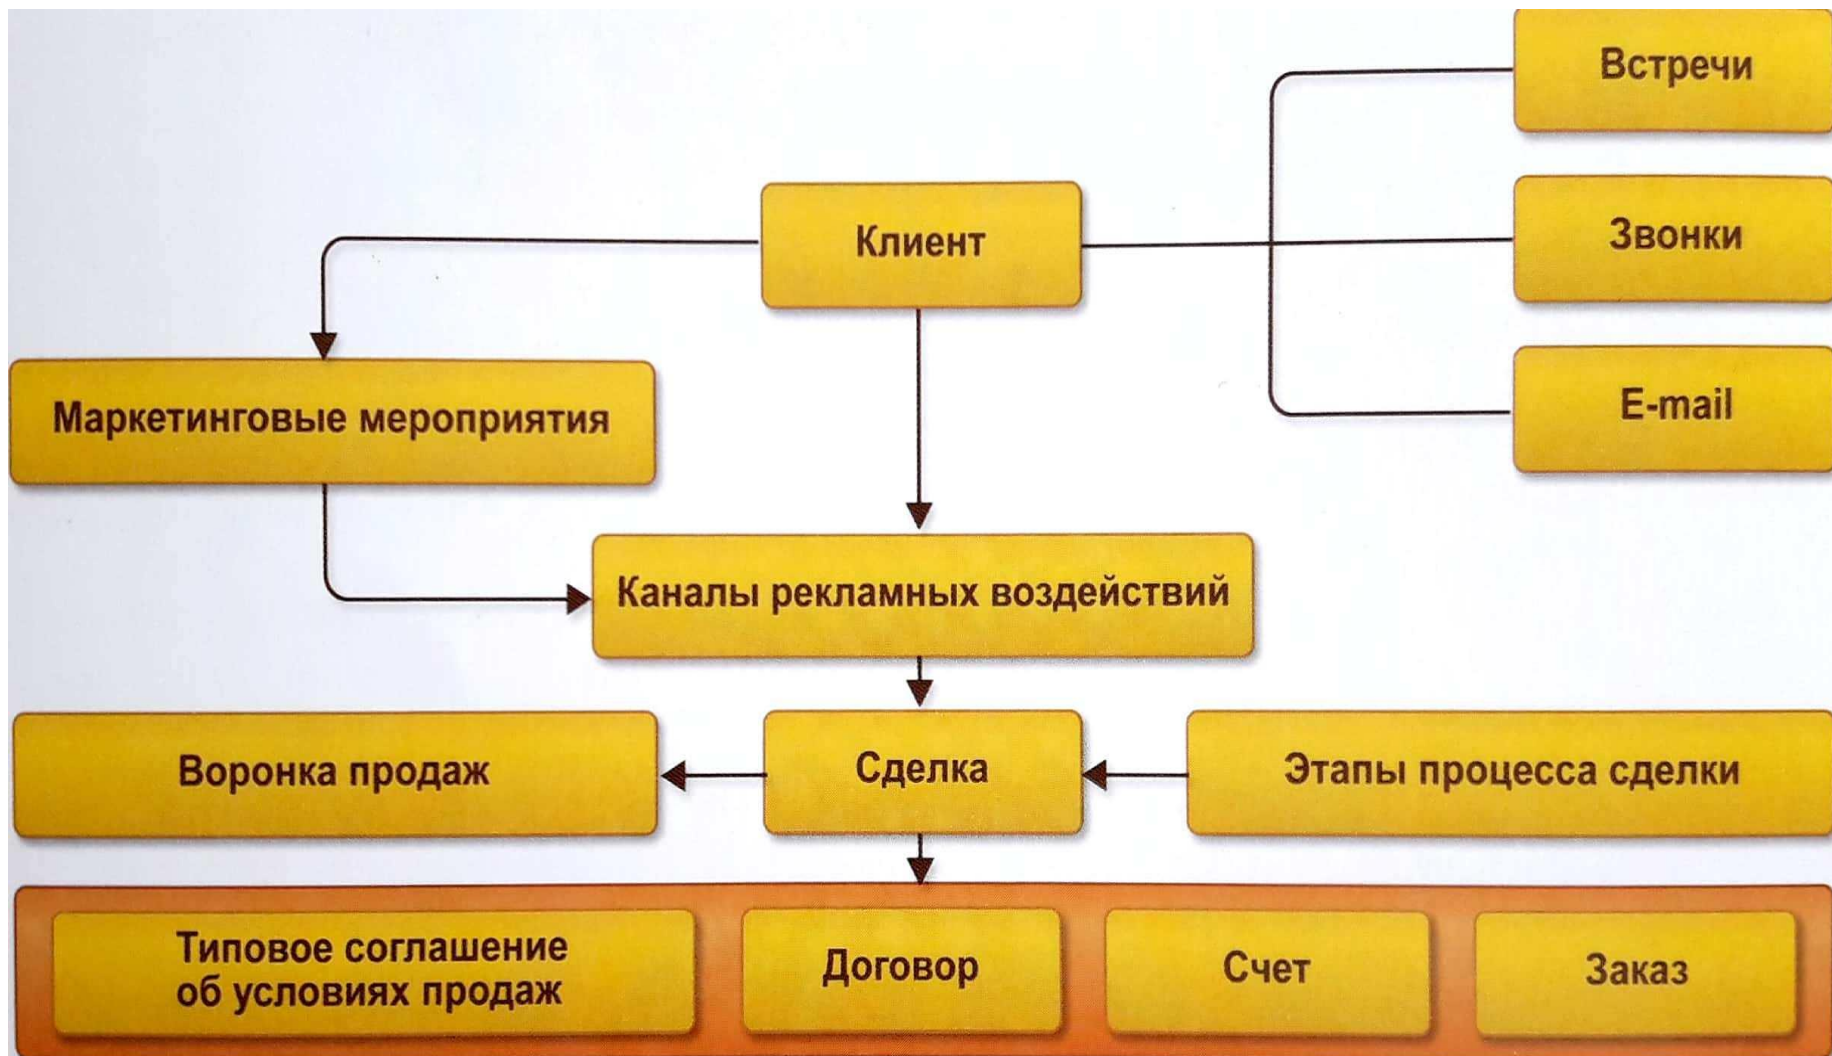 Встречи
Клиент
Звонки
Маркетинговые мероприятия
E-mail
Каналы рекламных воздействий
Воронка продаж
Сделка
Этапы процесса сделки
Типовое соглашение
об условиях продаж
Договор
Счет
Заказ